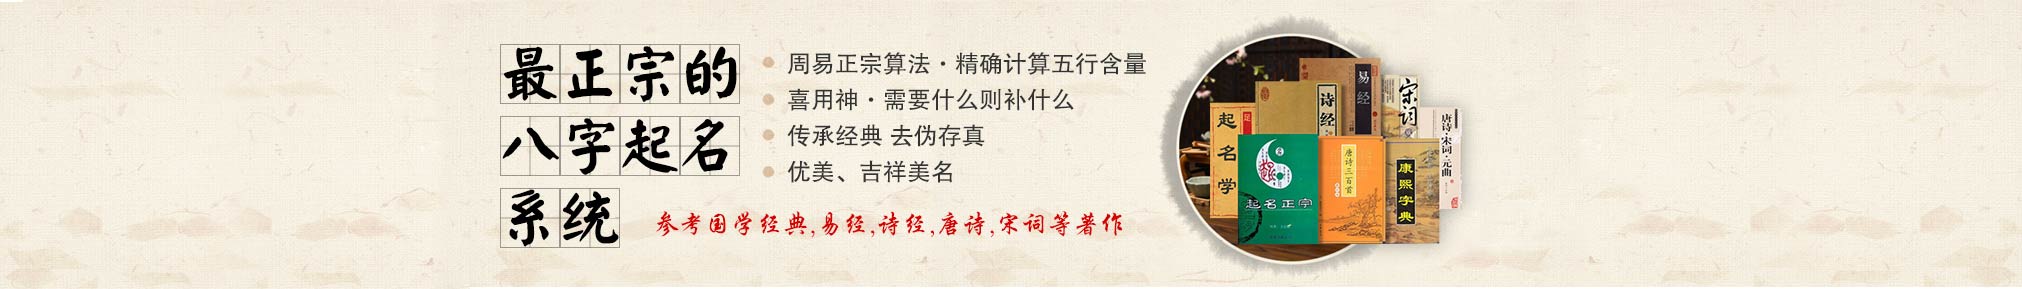 最正宗的
八字起名
系统
周易正宗算法·精确计算五行含量
喜用神·需要什么则补什么
传承经典 去伪存真
优美、吉祥美名
参考国学经典,易经,诗经,唐诗,宋词等著作
起名学
诗经
易经
宋词
唐诗·宋词·元曲
起名正字
唐诗三百首
康熙字典